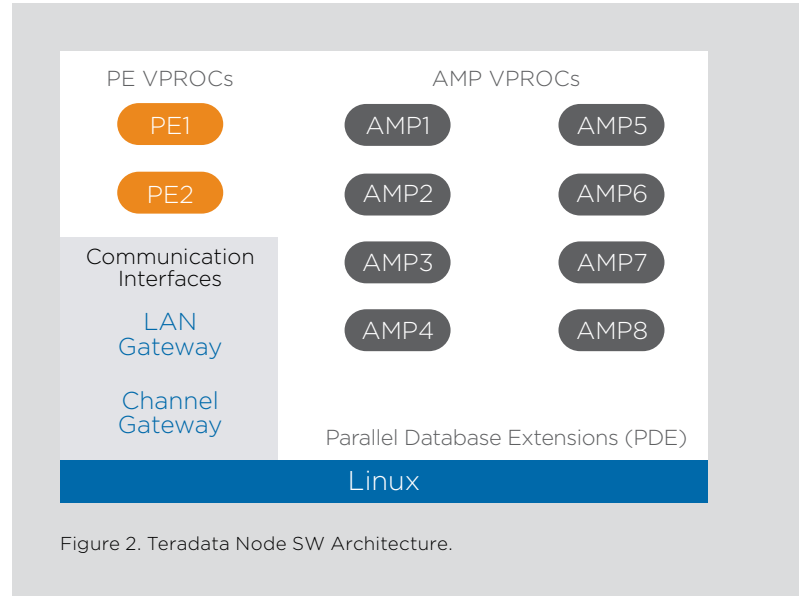 PE VPROCs
PE1
PE2
Communication
Interfaces
LAN
Gateway
Channel
Gateway
AMP VPROCs
AMP1
AMP5
AMP2
AMP6
AMP3
AMP7
AMP4
AMP8
Parallel Database Extensions (PDE)
Linux
Figure 2. Teradata Node SW Architecture.